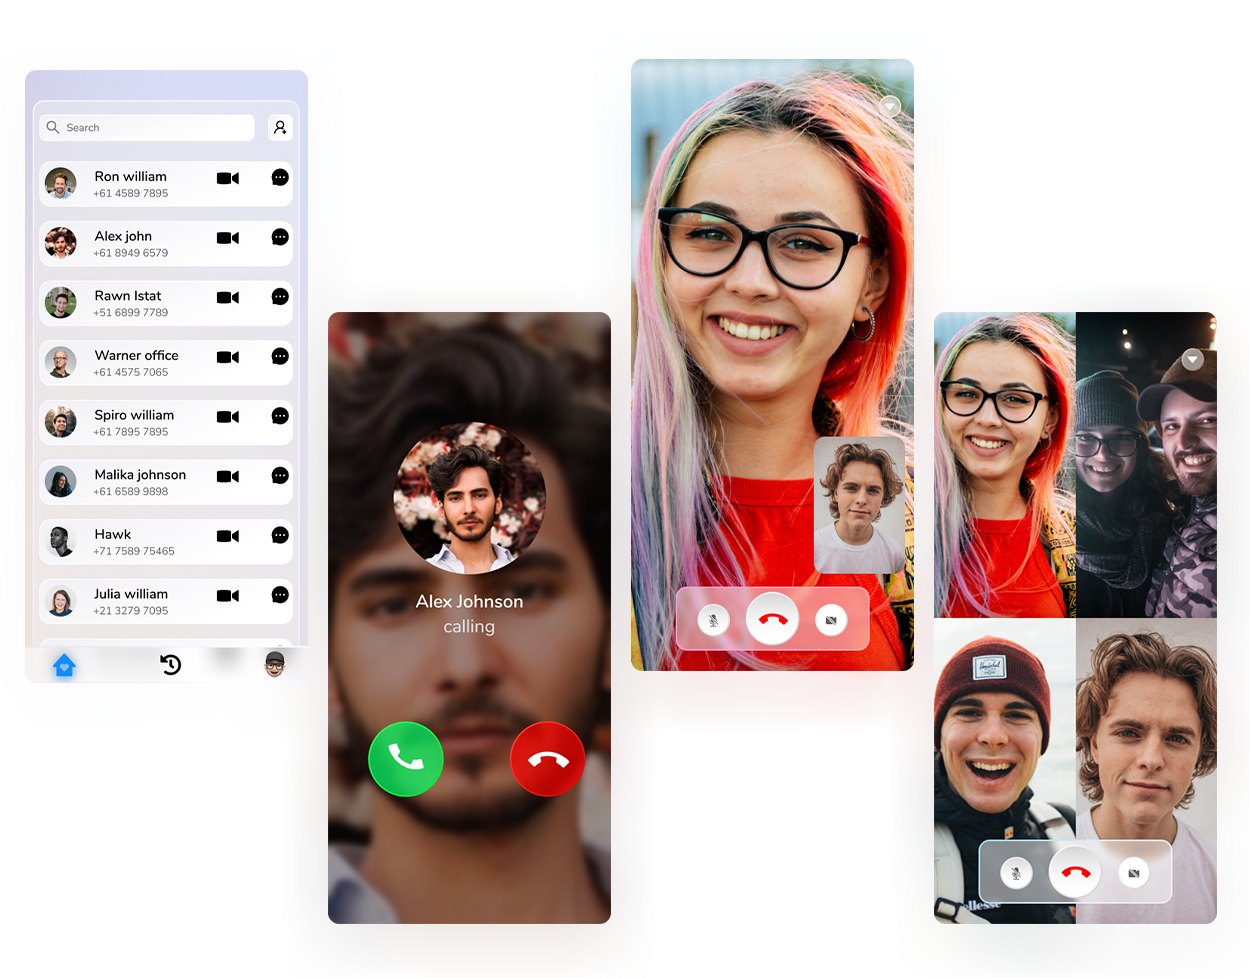 Search
Ron william
+61 4589 7895
Alex john
+61 8949 6579
Rawn Istat
+51 6899 7789
Warner office
+61 4575 7065
Spiro william
+61 7895 7895
Malika johnson
+61 6589 9898
Hawk
+71 7589 75465
Julia william
+21 3279 7095
Alex Johnson
calling
Herschel
ellesse